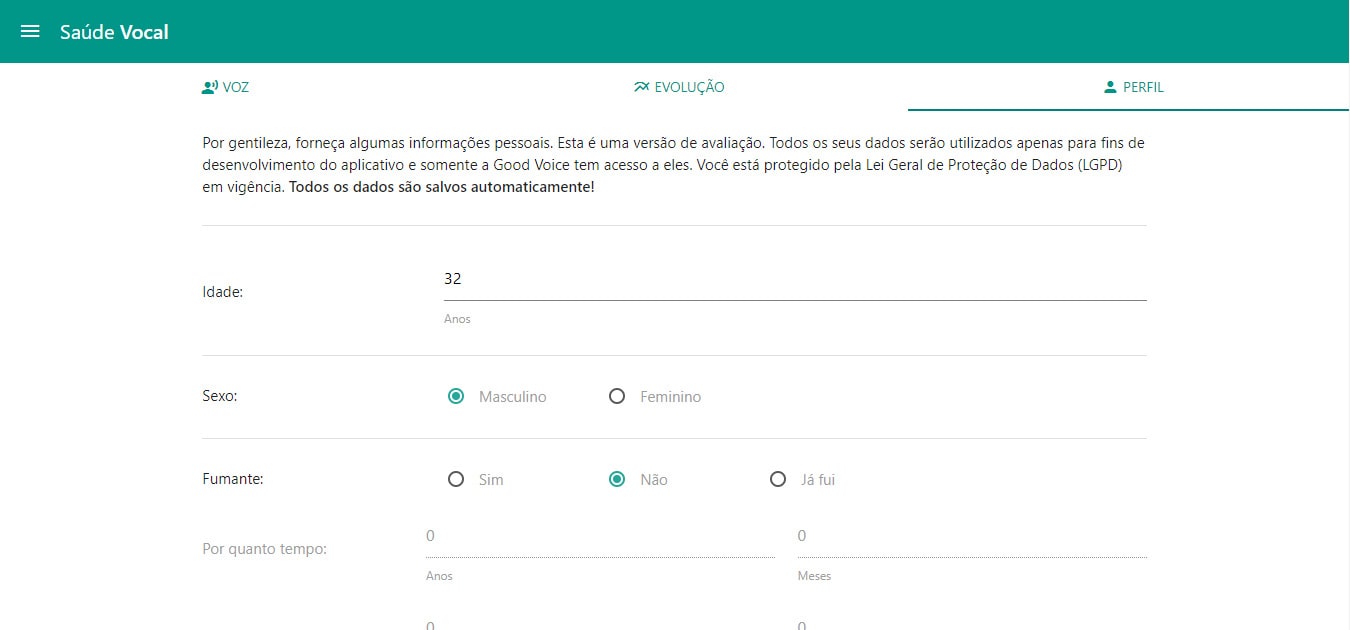 Saúde Vocal
VOZ
EVOLUÇÃO
PERFIL
Por gentileza, forneça algumas informações pessoais. Esta é uma versão de avaliação. Todos os seus dados serão utilizados apenas para fins de
desenvolvimento do aplicativo e somente a Good Voice tem acesso a eles. Você está protegido pela Lei Geral de Proteção de Dados (LGPD)
em vigência. Todos os dados são salvos automaticamente!
Idade:
32
Anos
Sexo:
Masculino
Feminino
Fumante:
Sim
Não
Já fui
Por quanto tempo:
0
0
Anos
Meses
0
0